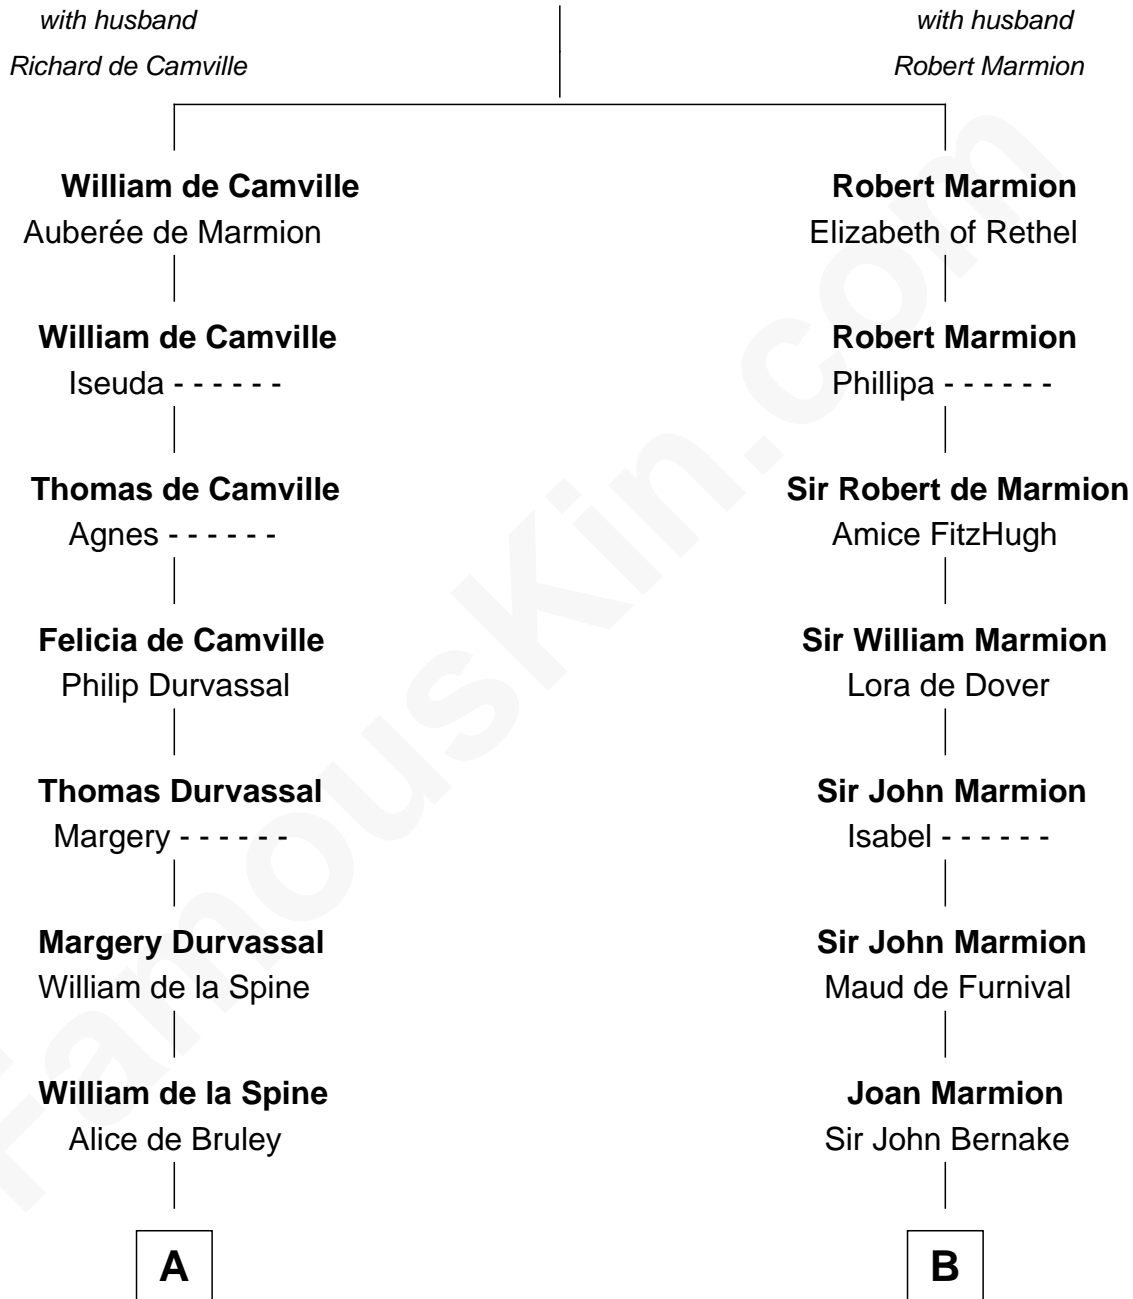 with husband
Richard de Camville
with husband
Robert Marmion
William de Camville
Auberée de Marmion
Robert Marmion
Elizabeth of Rethel
William de Camville
Iseuda - - - - - -
Robert Marmion
Phillipa - - - - - -
Thomas de Camville
Agnes - - - - - -
Sir Robert de Marmion
Amice FitzHugh
Felicia de Camville
Philip Durvassal
Sir William Marmion
Lora de Dover
Thomas Durvassal
Margery - - - - - -
Sir John Marmion
Isabel - - - - - -
Margery Durvassal
William de la Spine
Sir John Marmion
Maud de Furnival
William de la Spine
Alice de Bruley
Joan Marmion
Sir John Bernake
A
B
FamousKin.com